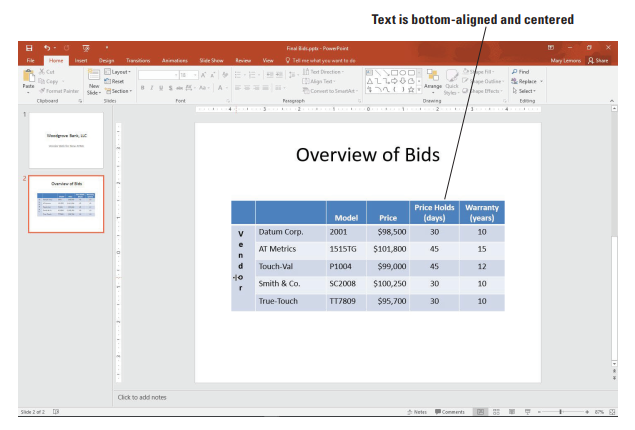 Text is bottom-aligned and centered
Final Bids.pptx - PowerPoint
File Home Insert Design Transitions Animations Slide Show Review View Tell me what you want to do
Mary Lemons Share
Paste
Cut
Copy
Format Painter
Clipboard
New Slide
Layout
Reset
Section
Slides
Font
Text Direction
Align Text
Convert to SmartArt
Paragraph
Arrange
Quick Styles
Shape Fill
Shape Outline
Shape Effects
Drawing
Find
Replace
Select
Editing
1
Woodgrove Bank, LLC
2
Overview of Bids
Overview of Bids
Model Price Price Holds (days) Warranty (years)
Vendor
Datum Corp. 2001 $98,500 30 10
AT Metrics 1515TG $101,800 45 15
Touch-Val P1004 $99,000 45 12
Smith & Co. SC2008 $100,250 30 10
True-Touch TT7809 $95,700 30 10
Click to add notes
Slide 2 of 2
Notes Comments
87%